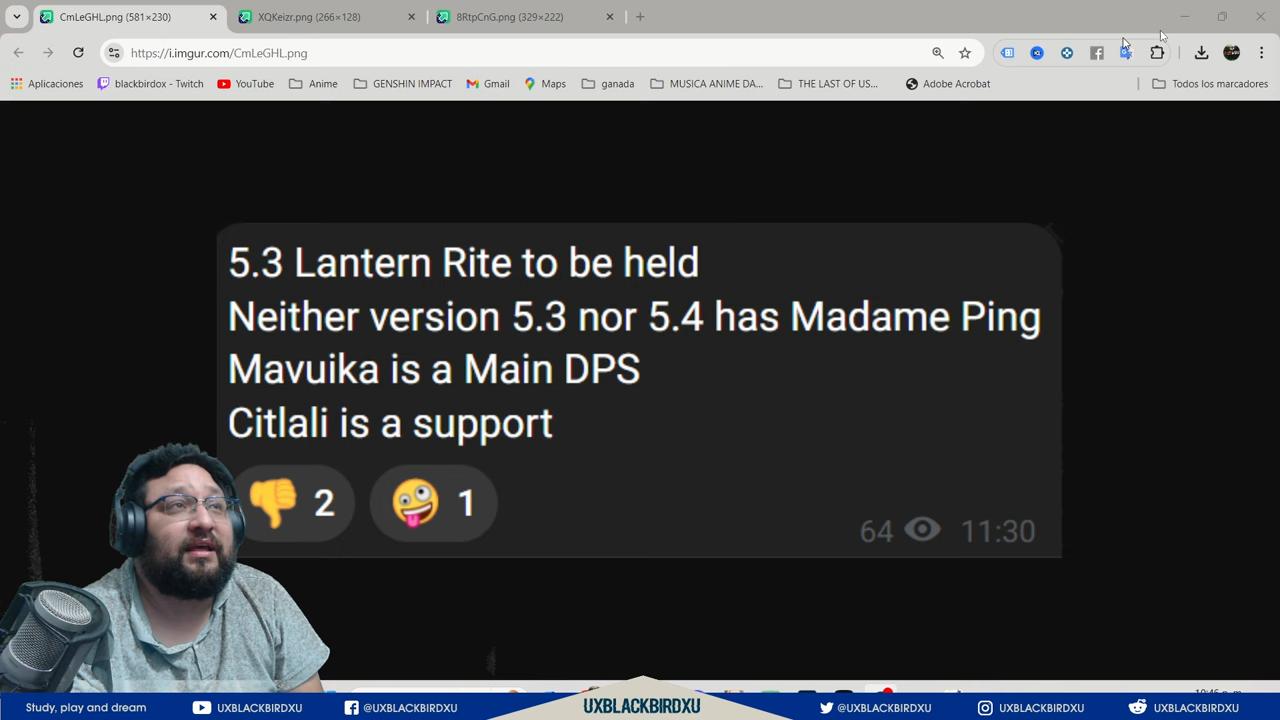 CmLeGHL.png (581×230)
XQKeizr.png (266×128)
8RtpCnG.png (329×222)
https://i.imgur.com/CmLeGHL.png
Aplicaciones
blackbirdox - Twitch
YouTube
Anime
GENSHIN IMPACT
Gmail
Maps
ganada
MUSICA ANIME DA...
THE LAST OF US...
Adobe Acrobat
Todos los marcadores
5.3 Lantern Rite to be held
Neither version 5.3 nor 5.4 has Madame Ping
Mavuika is a Main DPS
Citlali is a support
2
1
64
11:30
Study, play and dream
UXBLACKBIRDXU
@UXBLACKBIRDXU
UXBLACKBIRDXU
@UXBLACKBIRDXU
UXBLACKBIRDXU
UXBLACKBIRDXU